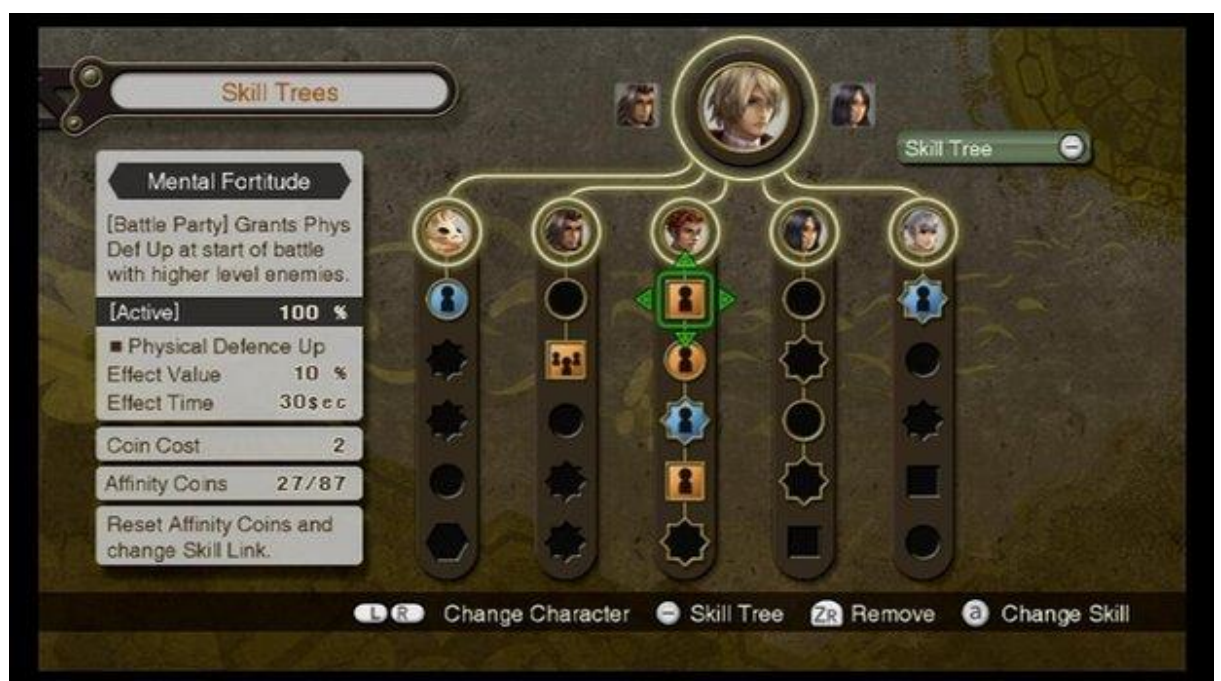 Skill Trees
Skill Tree
Mental Fortitude
[Battle Party] Grants Phys
Def Up at start of battle
with higher level enemies.
[Active] 100 %
■ Physical Defence Up
Effect Value 10 %
Effect Time 30sec
Coin Cost 2
Affinity Coins 27/87
Reset Affinity Coins and
change Skill Link.
L R Change Character - Skill Tree ZR Remove a Change Skill